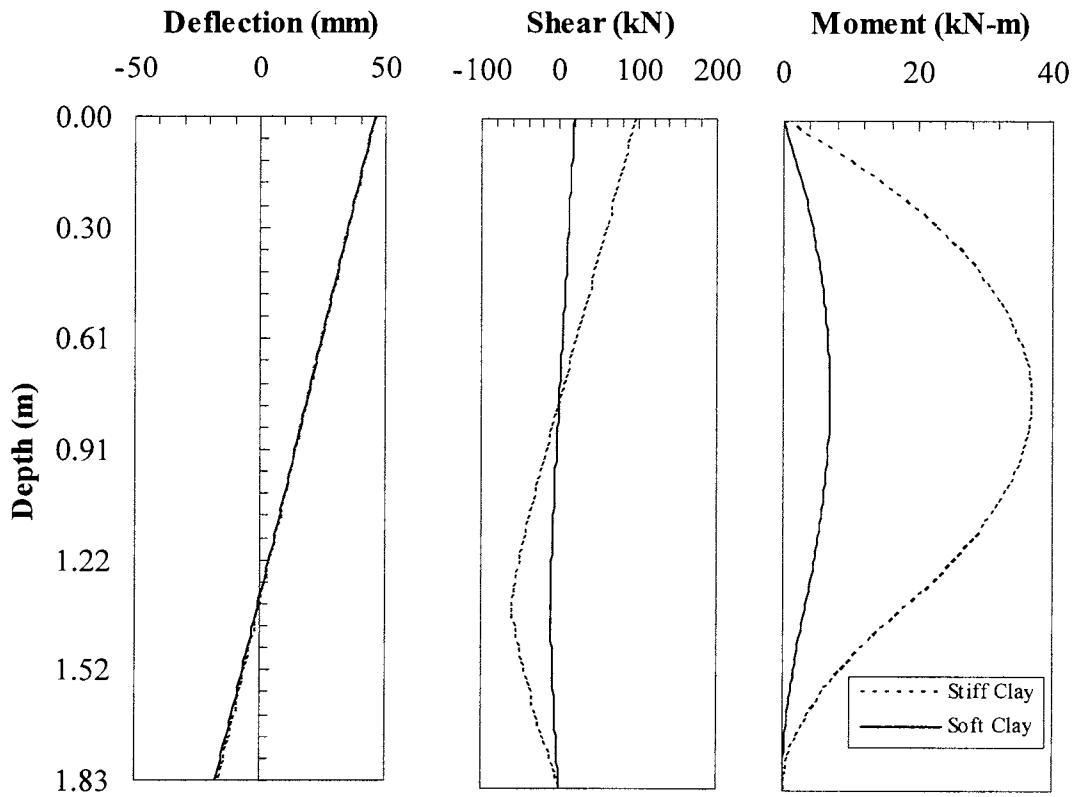 Deflection (mm)
-50 0 50
Shear (kN)
-100 0 100 200
Moment (kN-m)
0 20 40
Depth (m)
0.00
0.30
0.61
0.91
1.22
1.52
1.83
Stiff Clay
Soft Clay